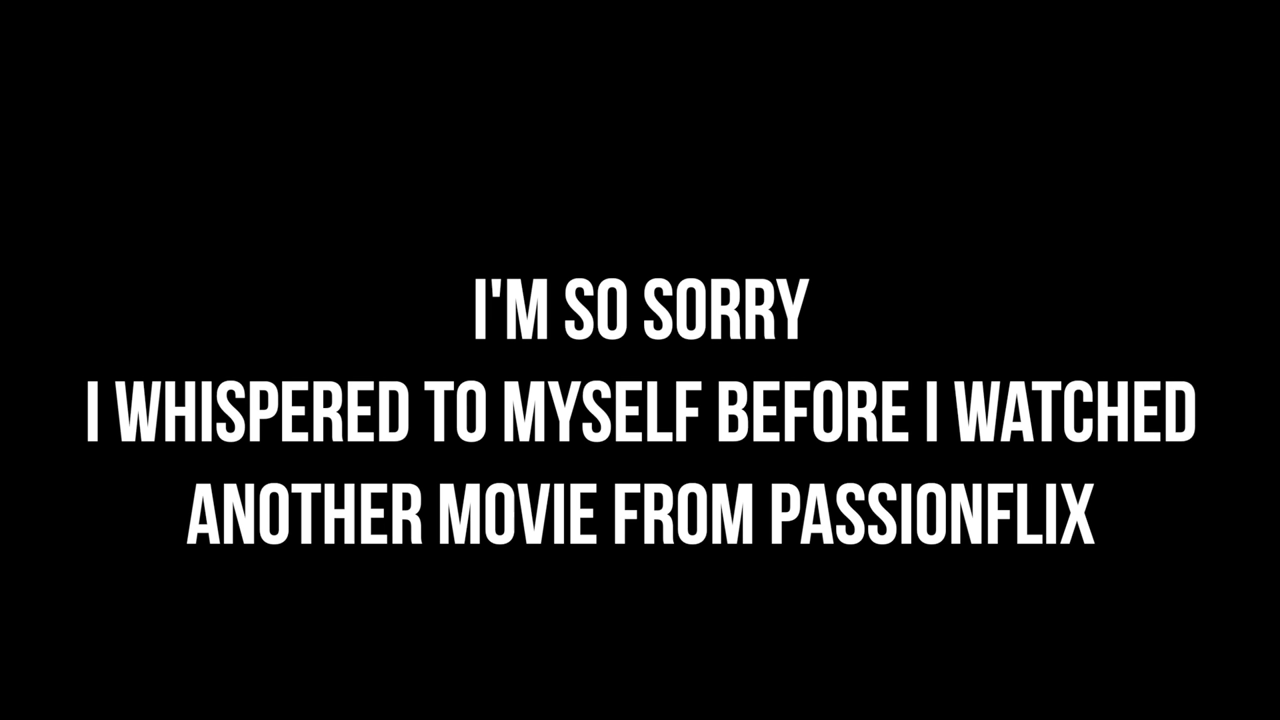 I'M SO SORRY
I WHISPERED TO MYSELF BEFORE I WATCHED
ANOTHER MOVIE FROM PASSIONFLIX